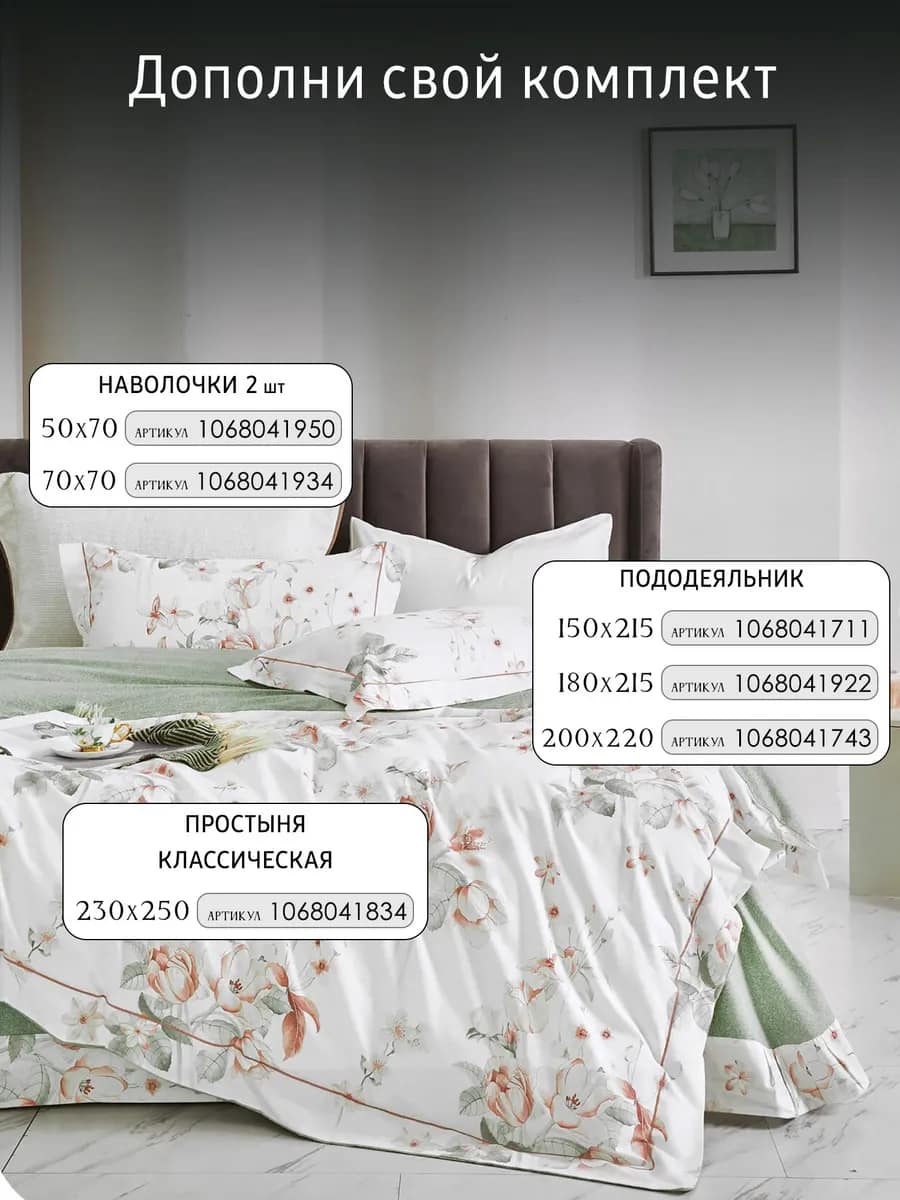 Дополни свой комплект
НАВОЛОЧКИ 2 шт
50x70 АРТИКУЛ 1068041950
70x70 АРТИКУЛ 1068041934
ПОДОДЕЯЛЬНИК
150x215 АРТИКУЛ 1068041711
180x215 АРТИКУЛ 1068041922
200x220 АРТИКУЛ 1068041743
ПРОСТЫНЯ
КЛАССИЧЕСКАЯ
230x250 АРТИКУЛ 1068041834